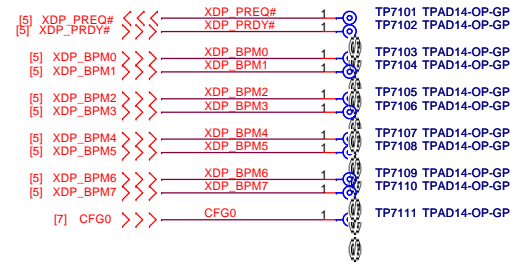 [5] XDP_PREQ# XDP_PREQ# 1 TP7101 TPAD14-OP-GP
[5] XDP_PRDY# XDP_PRDY# 1 TP7102 TPAD14-OP-GP
[5] XDP_BPM0 XDP_BPM0 1 TP7103 TPAD14-OP-GP
[5] XDP_BPM1 XDP_BPM1 1 TP7104 TPAD14-OP-GP
[5] XDP_BPM2 XDP_BPM2 1 TP7105 TPAD14-OP-GP
[5] XDP_BPM3 XDP_BPM3 1 TP7106 TPAD14-OP-GP
[5] XDP_BPM4 XDP_BPM4 1 TP7107 TPAD14-OP-GP
[5] XDP_BPM5 XDP_BPM5 1 TP7108 TPAD14-OP-GP
[5] XDP_BPM6 XDP_BPM6 1 TP7109 TPAD14-OP-GP
[5] XDP_BPM7 XDP_BPM7 1 TP7110 TPAD14-OP-GP
[7] CFG0 CFG0 1 TP7111 TPAD14-OP-GP